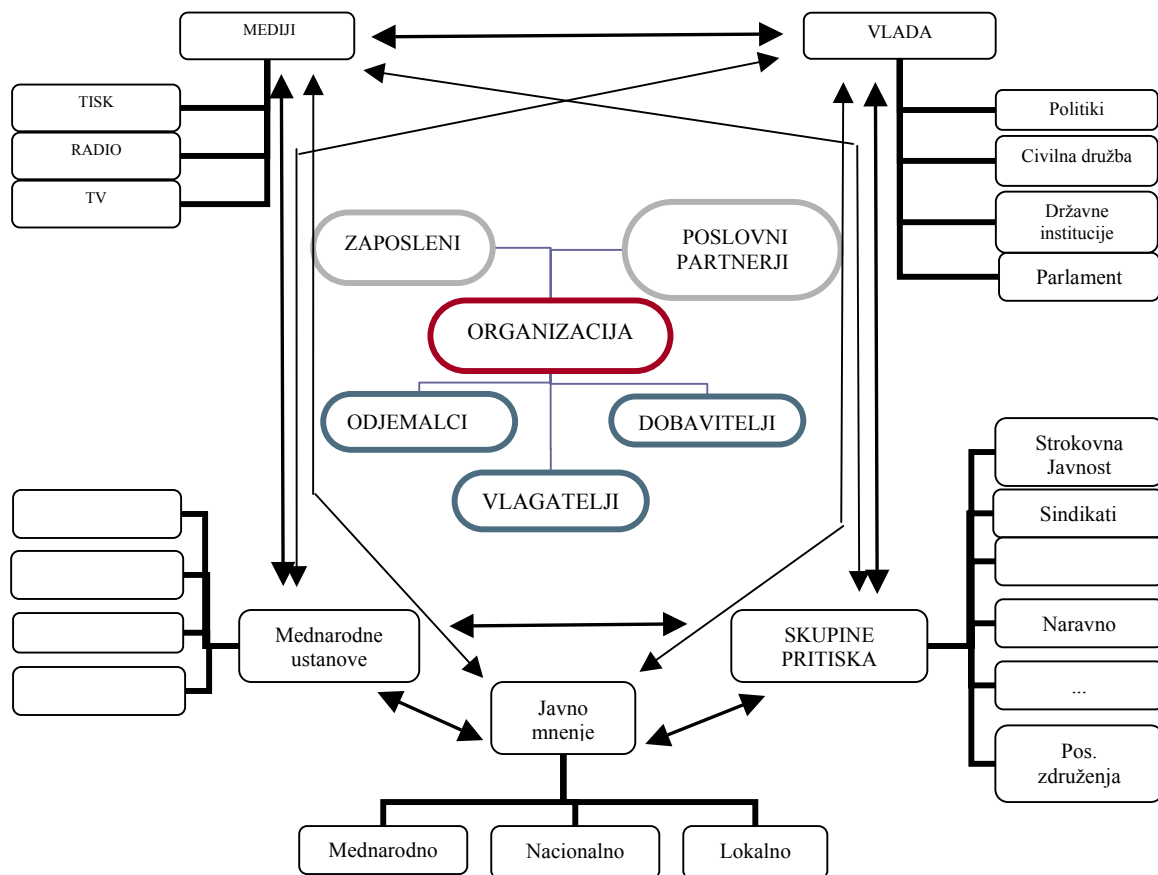 MEDIJI
VLADA
TISK
RADIO
TV
Politiki
Civilna družba
Državne
institucije
Parlament
ZAPOSLENI
POSLOVNI
PARTNERJI
ORGANIZACIJA
ODJEMALCI
DOBAVITELJI
VLAGATELJI
Strokovna
Javnost
Sindikati
Naravno
...
Pos.
združenja
Mednarodne
ustanove
SKUPINE
PRITISKA
Javno
mnenje
Mednarodno
Nacionalno
Lokalno